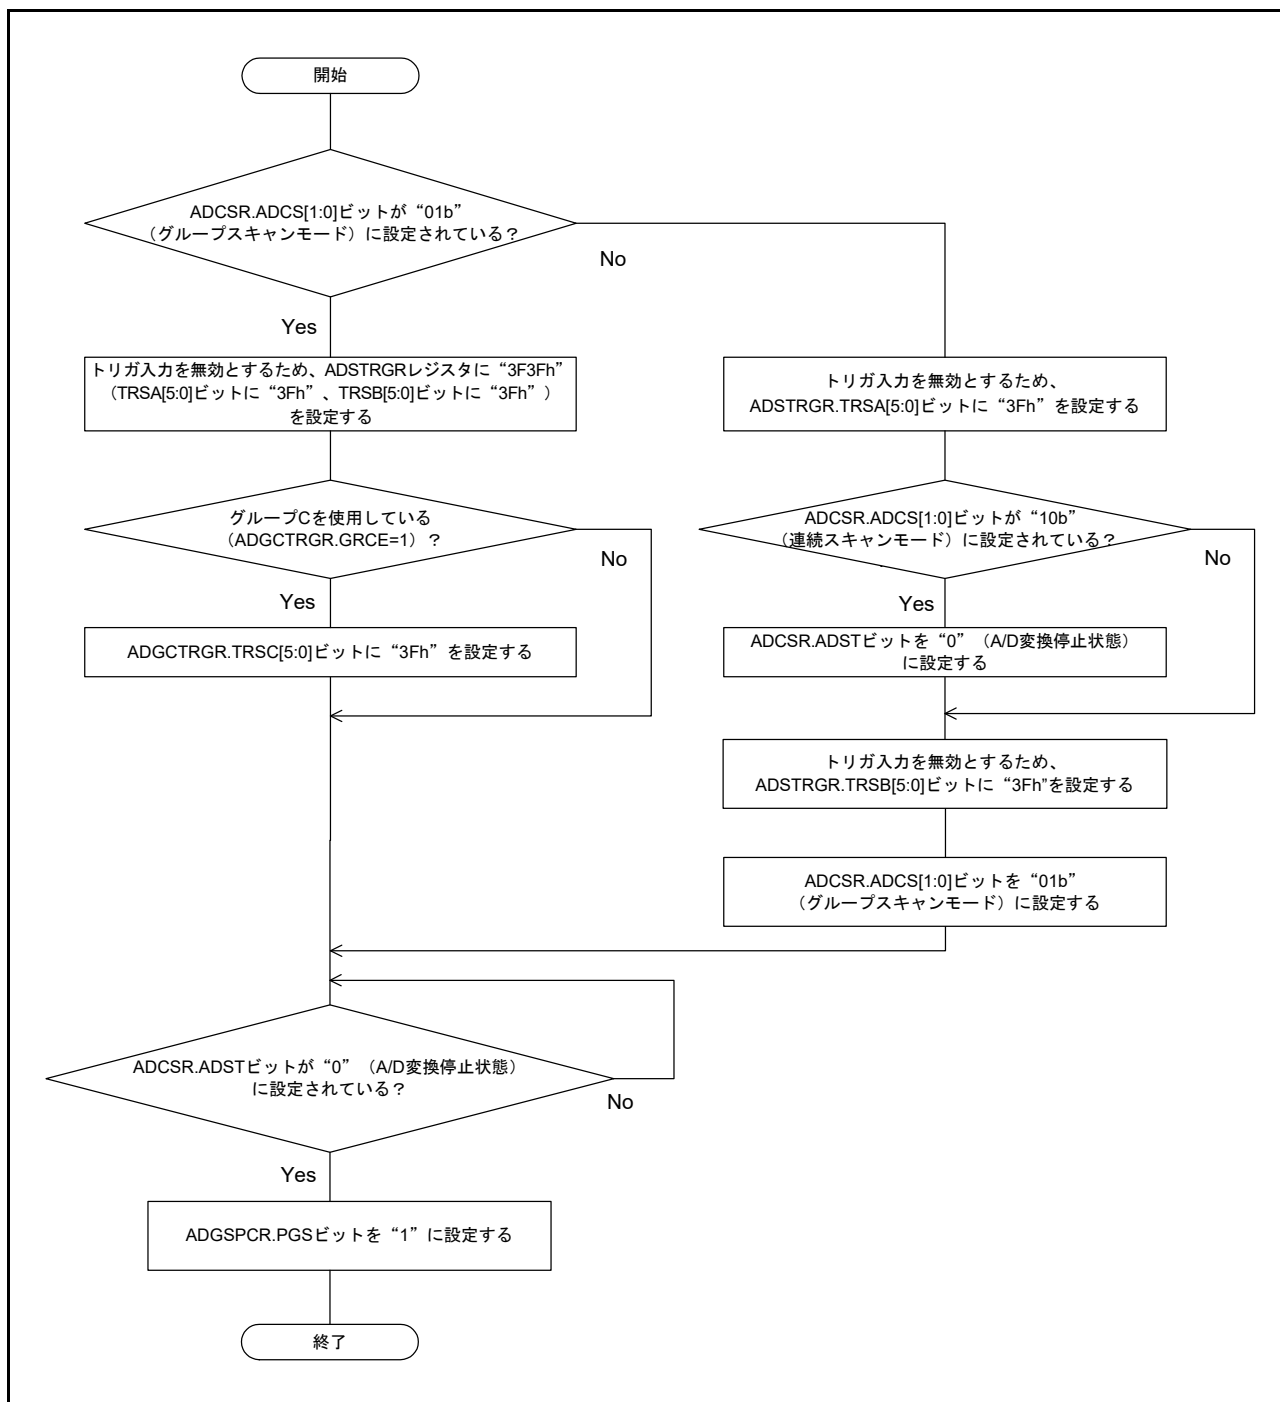 開始
ADCSR.ADCS[1:0]ビットが“01b”
（グループスキャンモード）に設定されている？
No
Yes
トリガ入力を無効とするため、ADSTRGRレジスタに“3F3Fh”
（TRSA[5:0]ビットに“3Fh”、TRSB[5:0]ビットに“3Fh”）
を設定する
トリガ入力を無効とするため、
ADSTRGR.TRSA[5:0]ビットに“3Fh”を設定する
グループCを使用している
（ADGCTRGR.GRCE=1）？
No
Yes
ADCSR.ADCS[1:0]ビットが“10b”
（連続スキャンモード）に設定されている？
No
Yes
ADGCTRGR.TRSC[5:0]ビットに“3Fh”を設定する
ADCSR.ADSTビットを“0”（A/D変換停止状態）
に設定する
トリガ入力を無効とするため、
ADSTRGR.TRSB[5:0]ビットに“3Fh”を設定する
ADCSR.ADCS[1:0]ビットを“01b”
（グループスキャンモード）に設定する
ADCSR.ADSTビットが“0”（A/D変換停止状態）
に設定されている？
No
Yes
ADGSPCR.PGSビットを“1”に設定する
終了